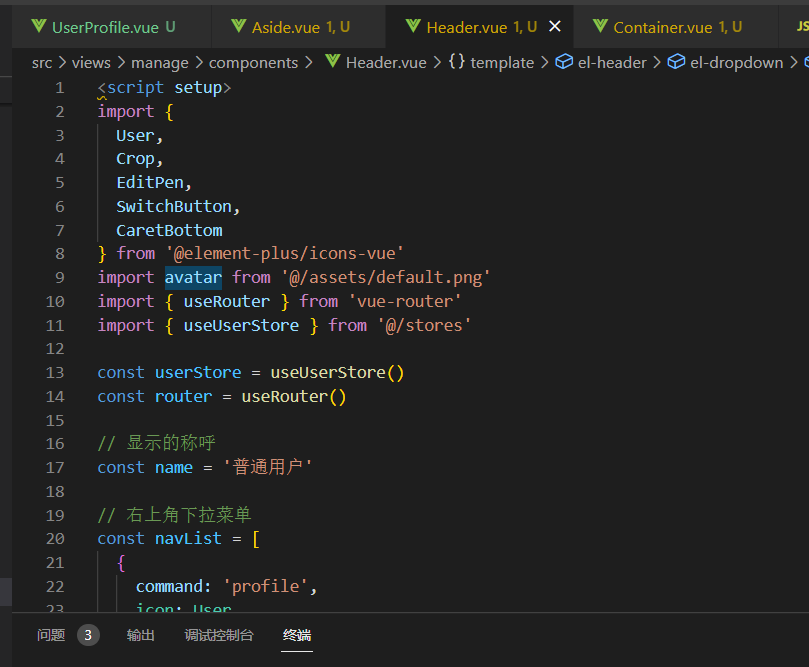 UserProfile.vue U Aside.vue 1, U Header.vue 1, U Container.vue 1, U JS
src > views > manage > components > Header.vue > {} template > el-header > el-dropdown >
1 <script setup>
2 import {
3 User,
4 Crop,
5 EditPen,
6 SwitchButton,
7 CaretBottom
8 } from '@element-plus/icons-vue'
9 import avatar from '@/assets/default.png'
10 import { useRouter } from 'vue-router'
11 import { useUserStore } from '@/stores'
12
13 const userStore = useUserStore()
14 const router = useRouter()
15
16 // 显示的称呼
17 const name = '普通用户'
18
19 // 右上角下拉菜单
20 const navList = [
21 {
22 command: 'profile',
23 icon: User
问题 3 输出 调试控制台 终端